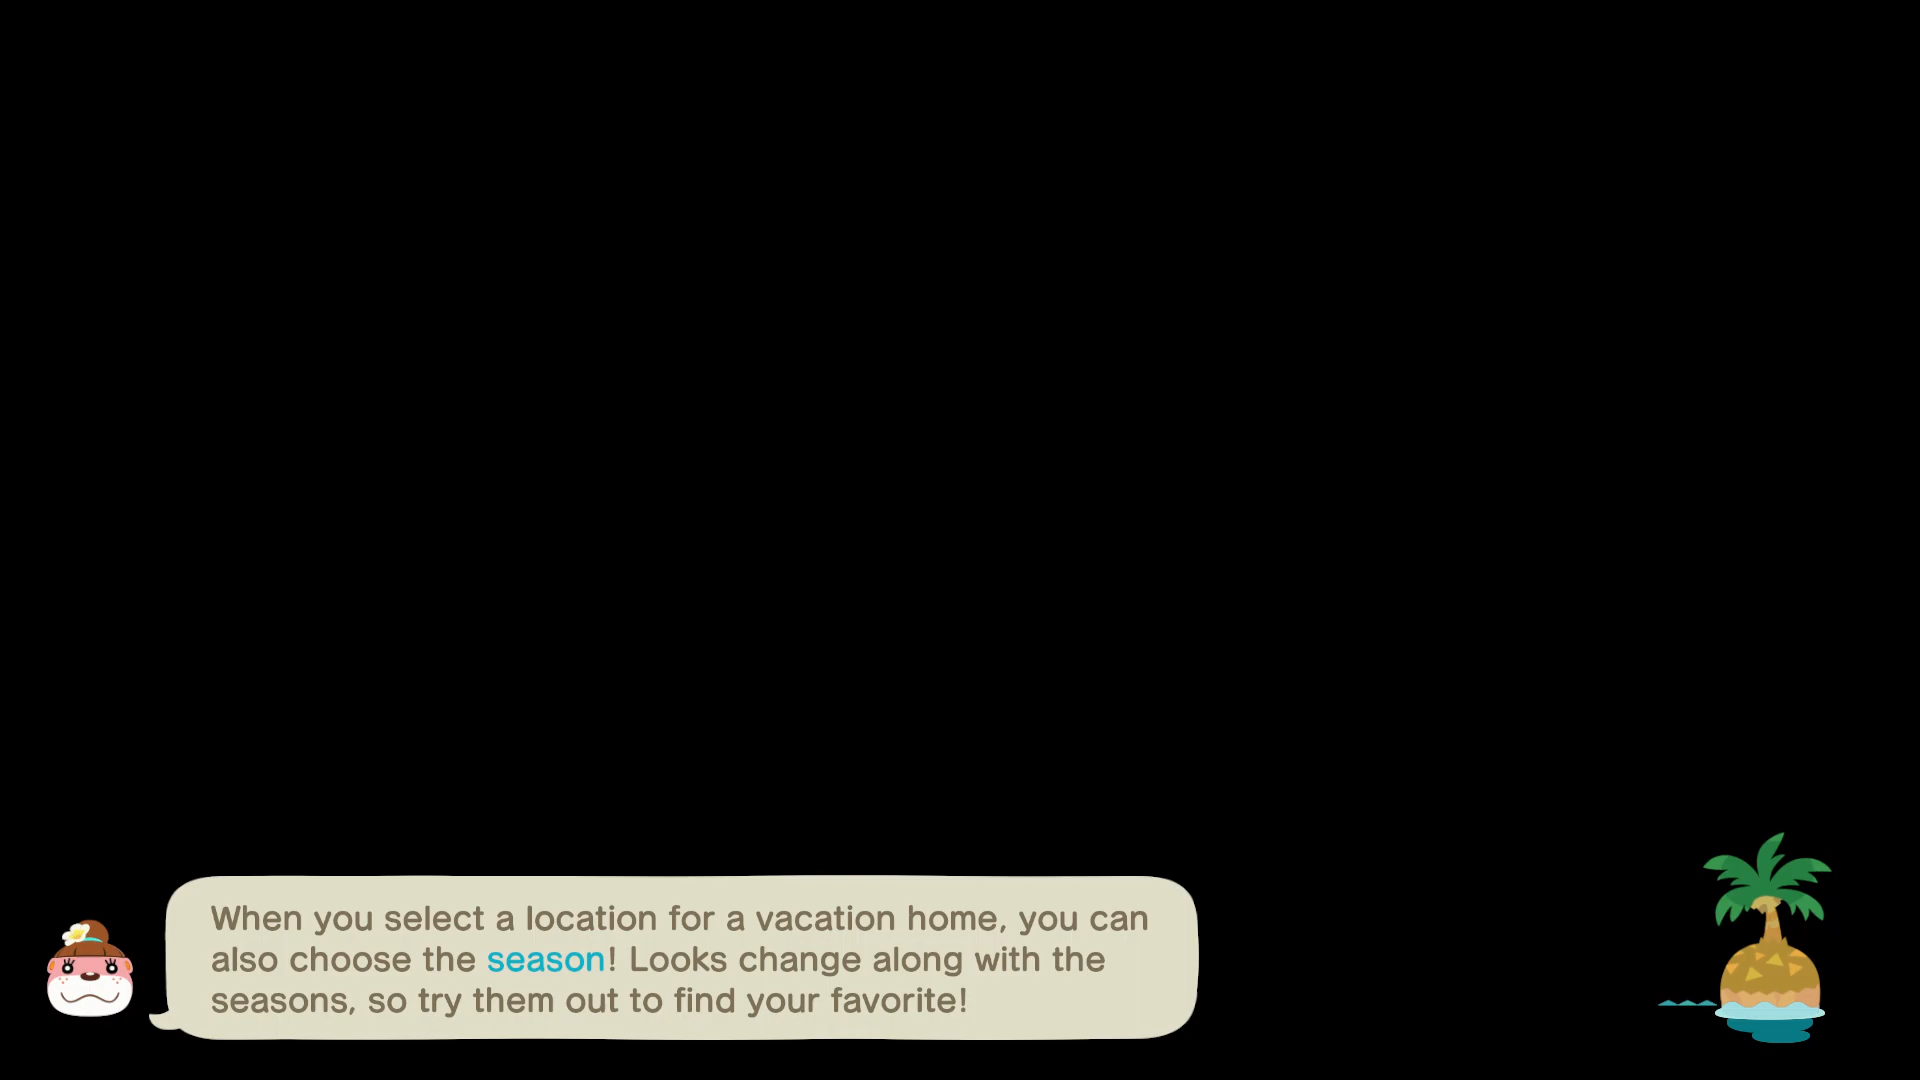 When you select a location for a vacation home, you can
also choose the season! Looks change along with the
seasons, so try them out to find your favorite!